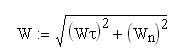 W := √((Wτ)² + (Wn)²)